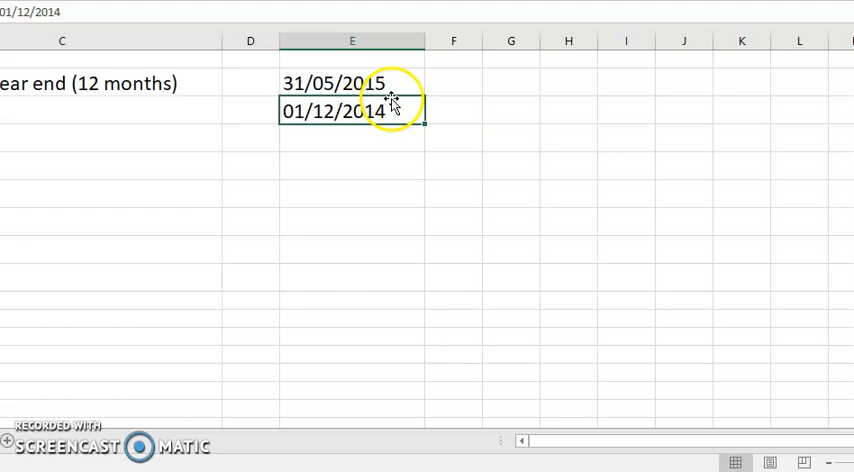 01/12/2014
C D E F G H I J K L
ear end (12 months) 31/05/2015
01/12/2014
RECORDED WITH
SCREENCAST MATIC